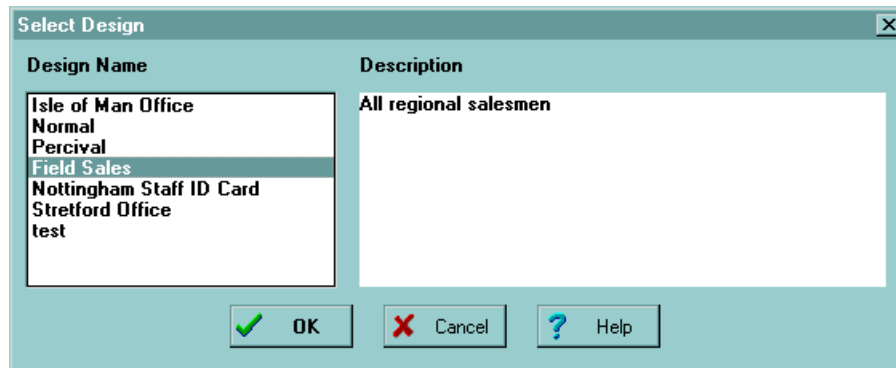 Select Design
Design Name
Description
Isle of Man Office
Normal
Percival
Field Sales
Nottingham Staff ID Card
Stretford Office
test
All regional salesmen
OK
Cancel
? Help